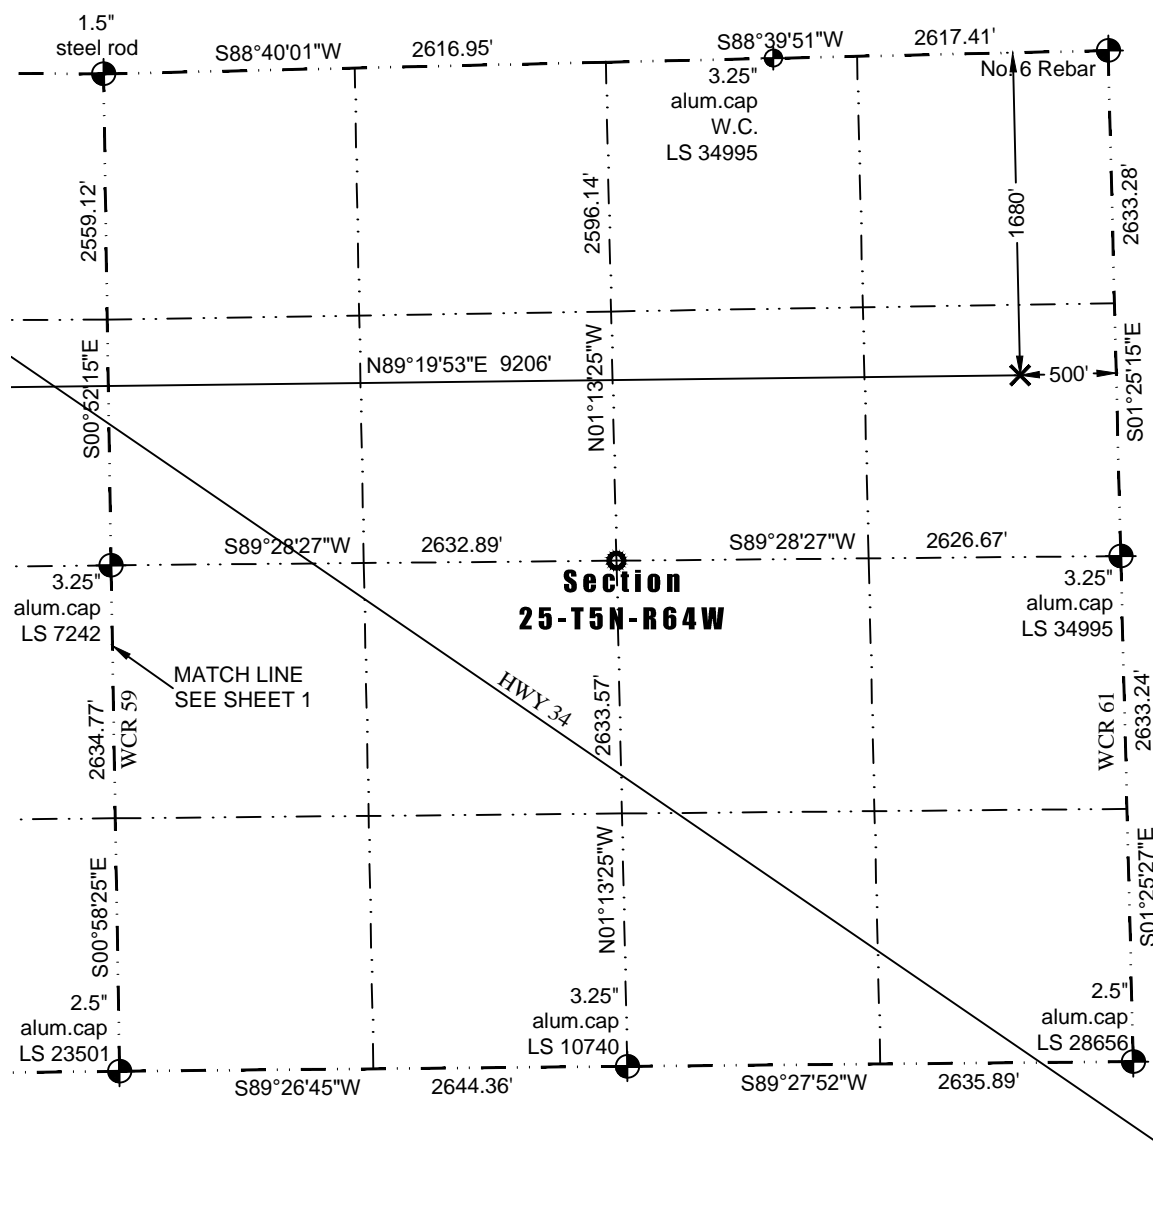 1.5"
steel rod
S88°40'01"W
2616.95'
S88°39'51"W
2617.41'
No. 6 Rebar
3.25"
alum.cap
W.C.
LS 34995
2559.12'
2596.14'
1680'
2633.28'
S00°52'15"E
N89°19'53"E 9206'
N01°13'25"W
500'
S01°25'15"E
S89°28'27"W
2632.89'
S89°28'27"W
2626.67'
3.25"
alum.cap
LS 7242
Section
25-T5N-R64W
3.25"
alum.cap
LS 34995
MATCH LINE
SEE SHEET 1
HWY 34
2634.77'
WCR 59
2633.57'
WCR 61
2633.24'
S00°58'25"E
N01°13'25"W
S01°25'27"E
2.5"
alum.cap
LS 23501
3.25"
alum.cap
LS 10740
2.5"
alum.cap
LS 28656
S89°26'45"W
2644.36'
S89°27'52"W
2635.89'